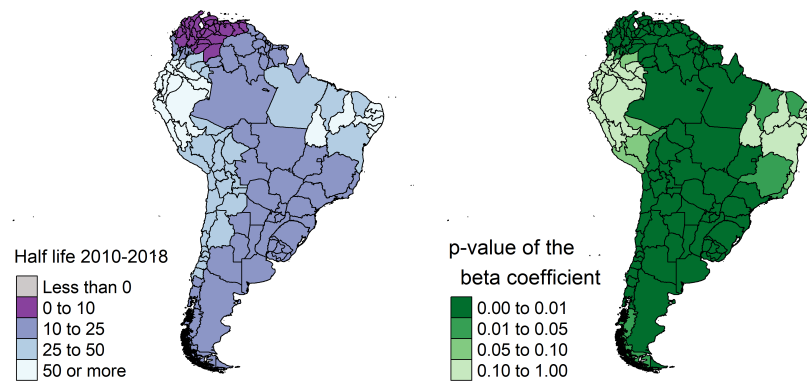 Half life 2010-2018
Less than 0
0 to 10
10 to 25
25 to 50
50 or more
p-value of the
beta coefficient
0.00 to 0.01
0.01 to 0.05
0.05 to 0.10
0.10 to 1.00